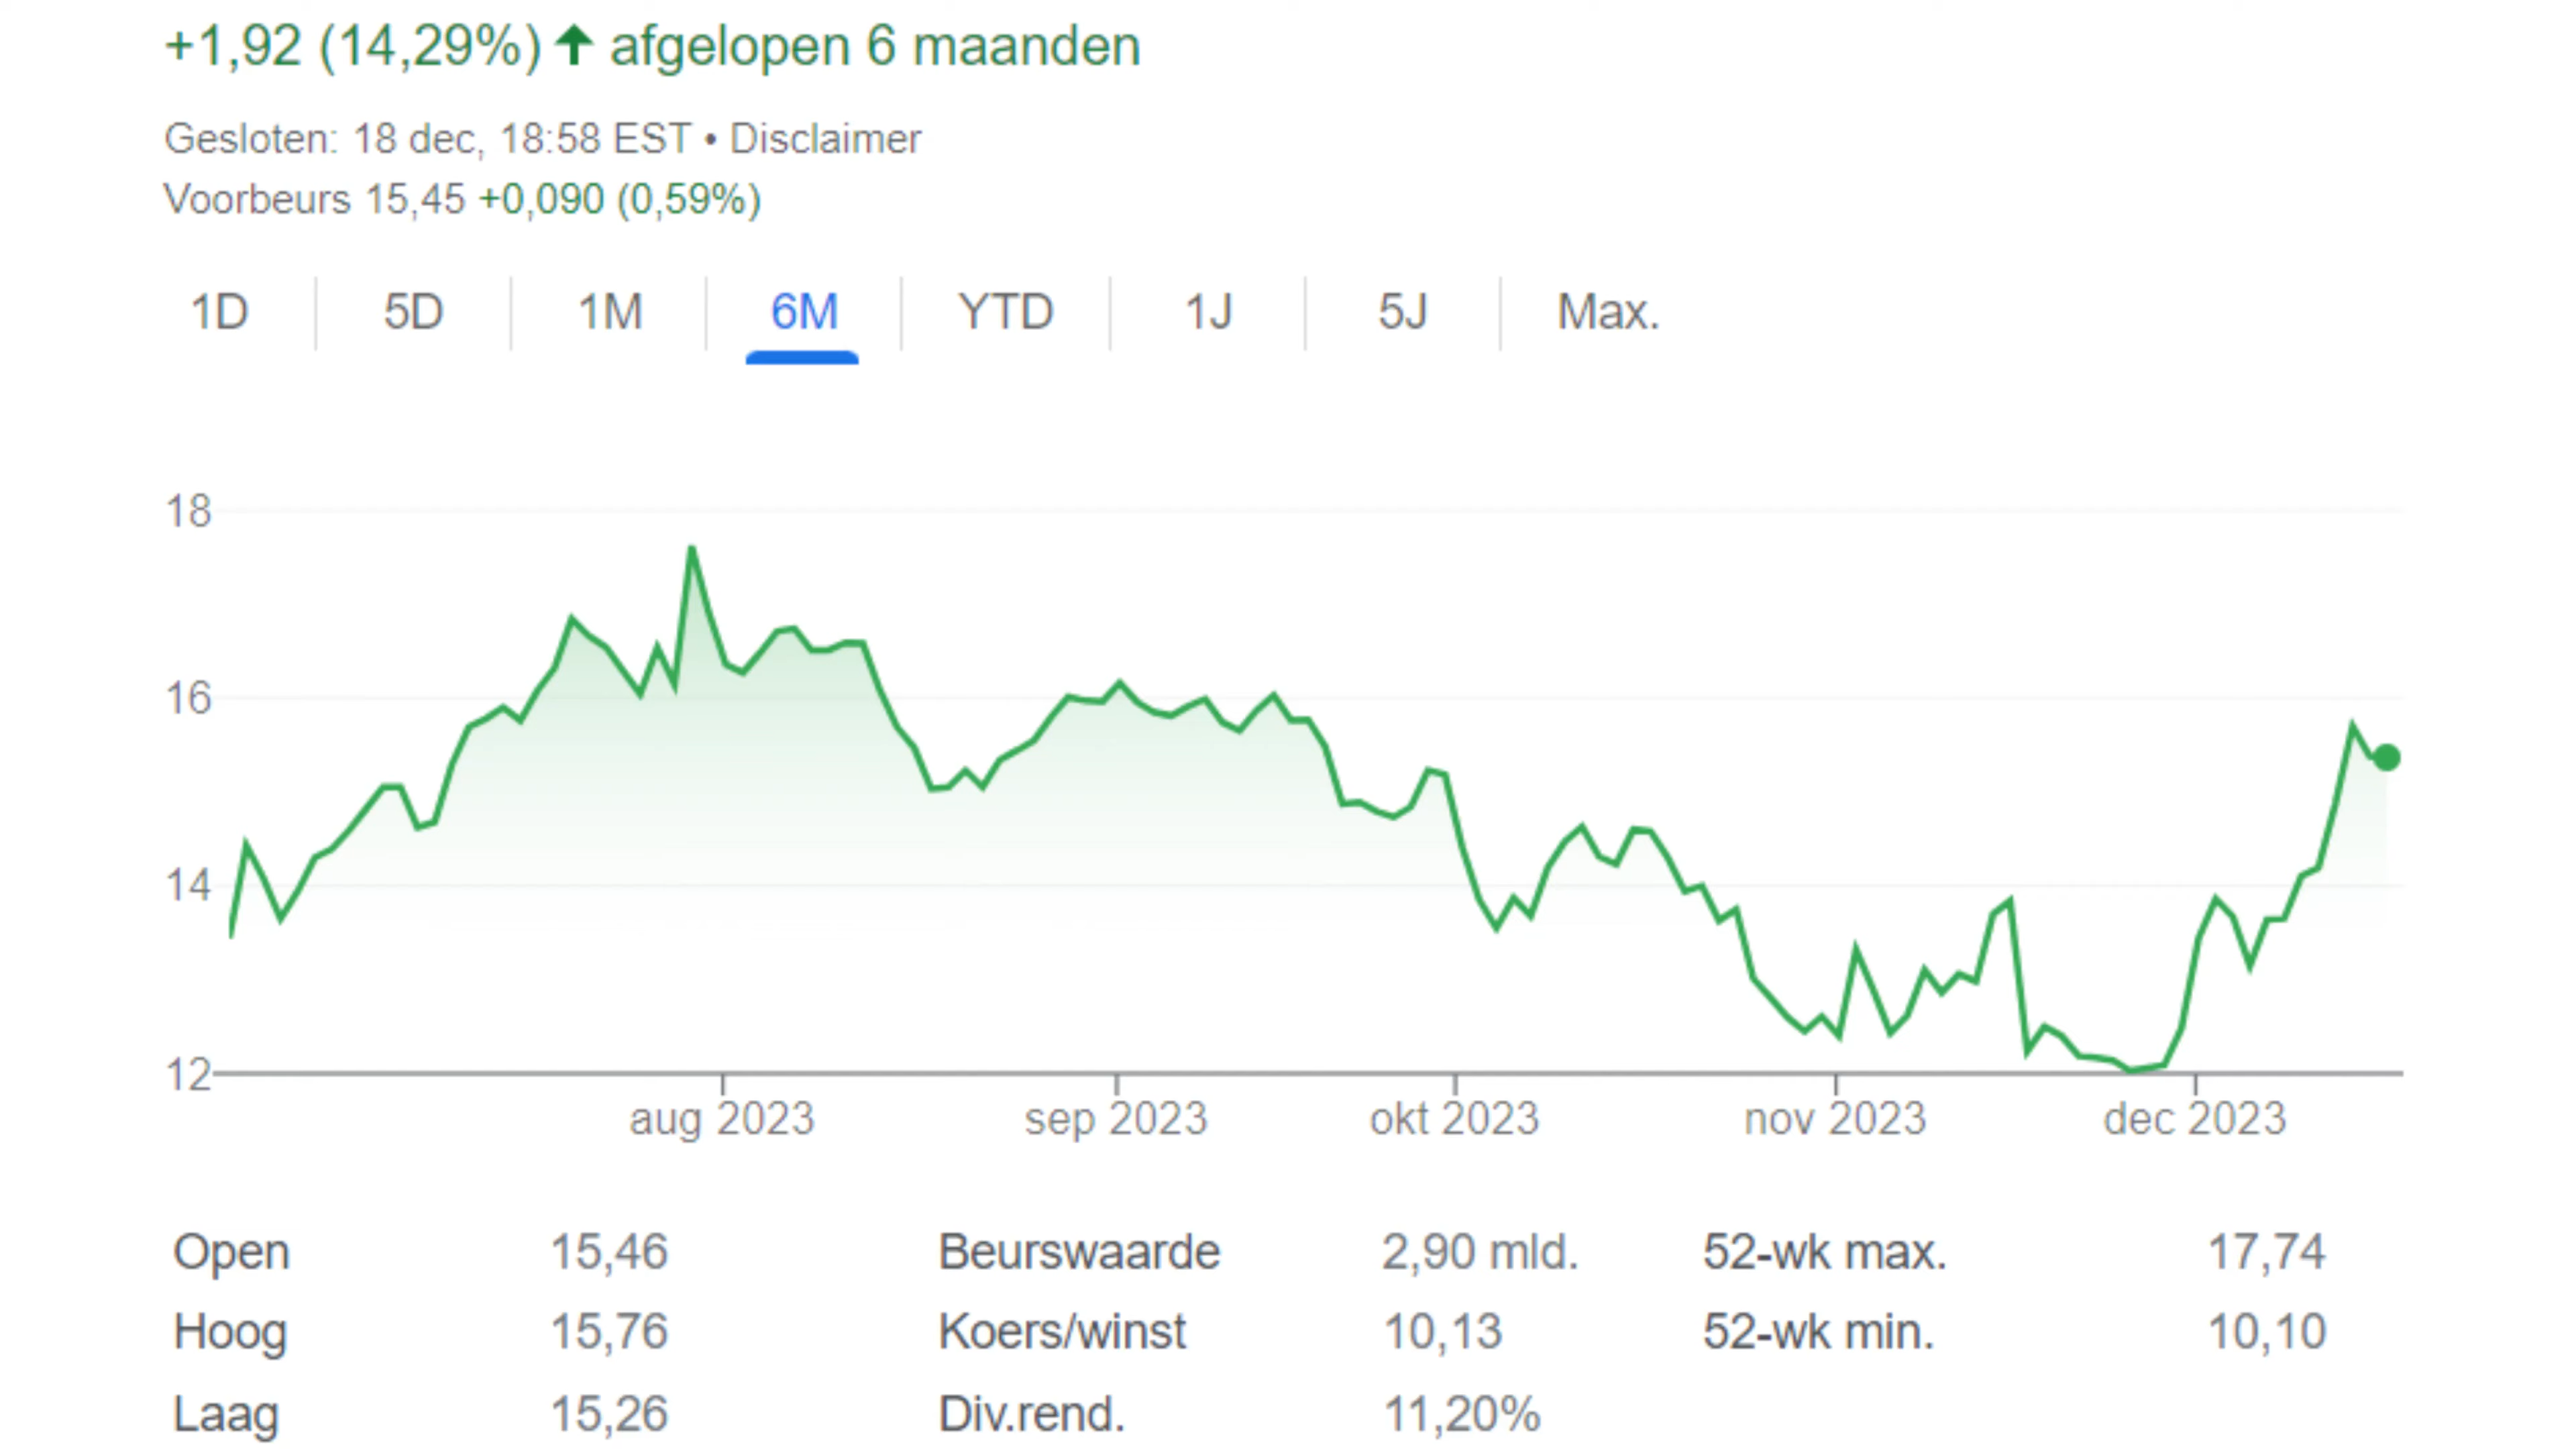 +1,92 (14,29%) ↑ afgelopen 6 maanden
Gesloten: 18 dec, 18:58 EST • Disclaimer
Voorbeurs 15,45 +0,090 (0,59%)
1D 5D 1M 6M YTD 1J 5J Max.
18
16
14
12
aug 2023 sep 2023 okt 2023 nov 2023 dec 2023
Open 15,46 Beurswaarde 2,90 mld. 52-wk max. 17,74
Hoog 15,76 Koers/winst 10,13 52-wk min. 10,10
Laag 15,26 Div.rend. 11,20%